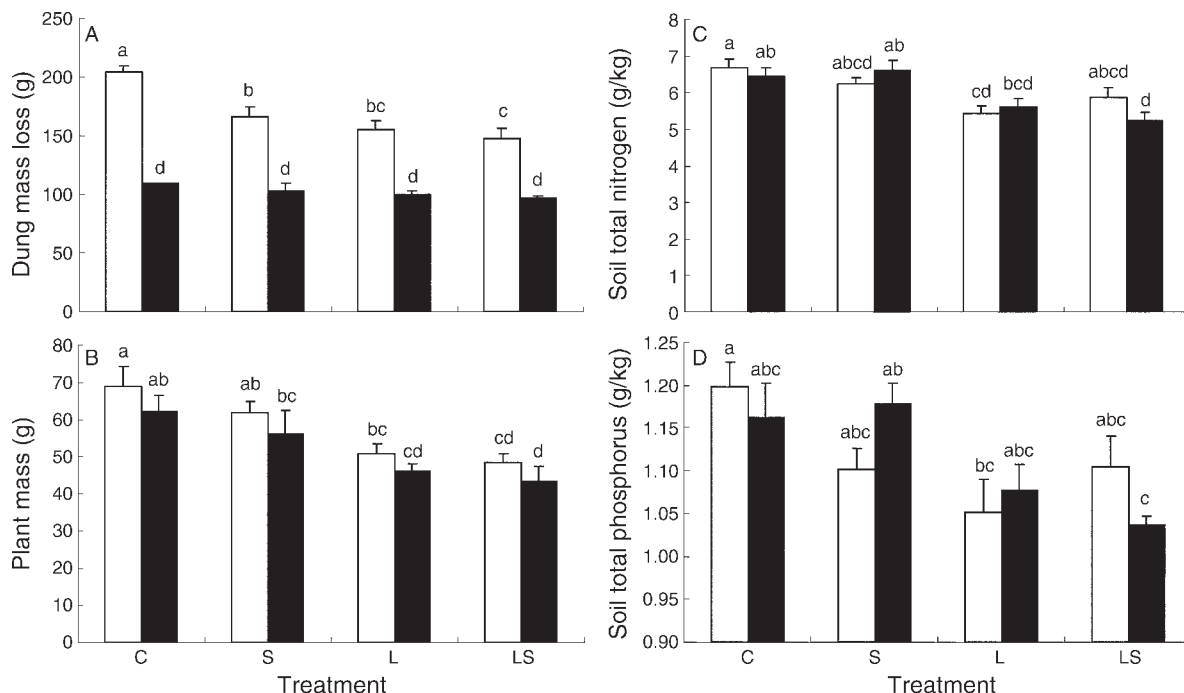 A
Dung mass loss (g)
250
200
150
100
50
0
a
d
b
d
bc
d
c
d
B
Plant mass (g)
80
70
60
50
40
30
20
10
0
a
ab
ab
bc
bc
cd
cd
d
C
S
L
LS
Treatment
C
Soil total nitrogen (g/kg)
8
7
6
5
4
3
2
1
0
a
ab
abcd
ab
cd
bcd
abcd
d
D
Soil total phosphorus (g/kg)
1.25
1.20
1.15
1.10
1.05
1.00
0.95
0.90
a
abc
abc
ab
bc
abc
abc
c
C
S
L
LS
Treatment